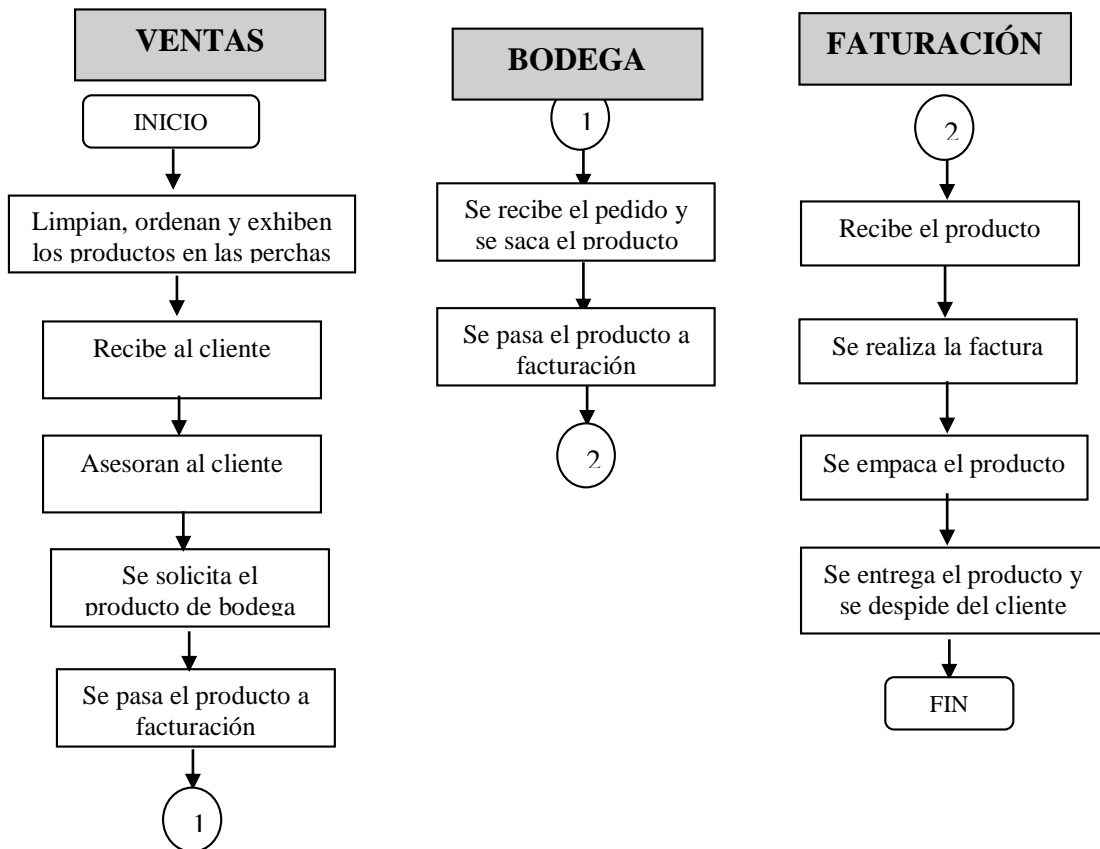 VENTAS
INICIO
Limpian, ordenan y exhiben
los productos en las perchas
Recibe al cliente
Asesoran al cliente
Se solicita el
producto de bodega
Se pasa el producto a
facturación
1
BODEGA
1
Se recibe el pedido y
se saca el producto
Se pasa el producto a
facturación
2
FATURACIÓN
2
Recibe el producto
Se realiza la factura
Se empaca el producto
Se entrega el producto y
se despide del cliente
FIN